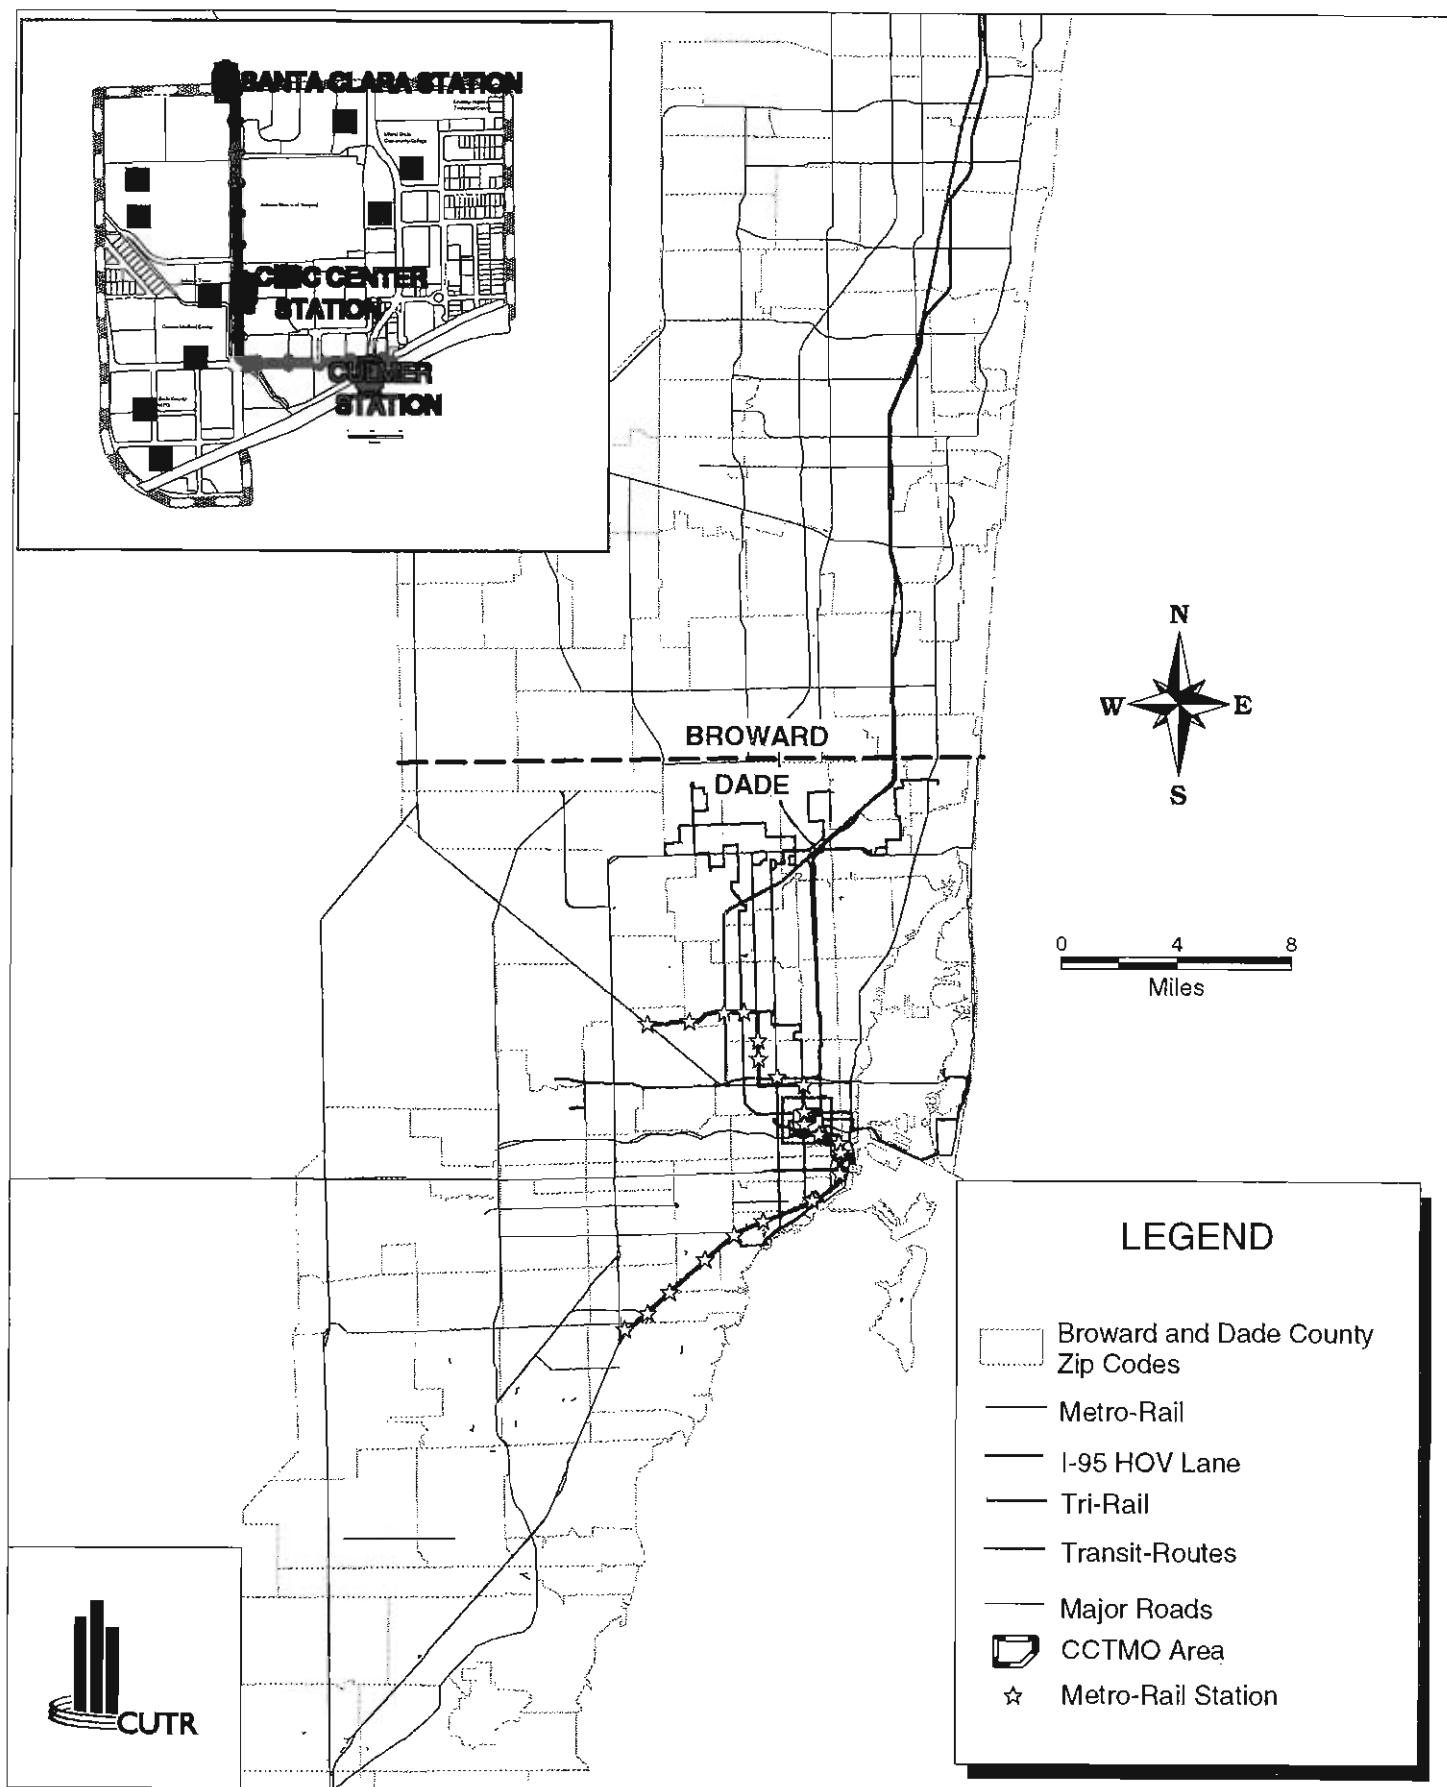 SANTA CLARA STATION
CIVIC CENTER
STATION
CULMER
STATION
BROWARD
DADE
N
W
E
S
0 4 8
Miles
LEGEND
Broward and Dade County
Zip Codes
Metro-Rail
I-95 HOV Lane
Tri-Rail
Transit-Routes
Major Roads
CCTMO Area
Metro-Rail Station
CUTR